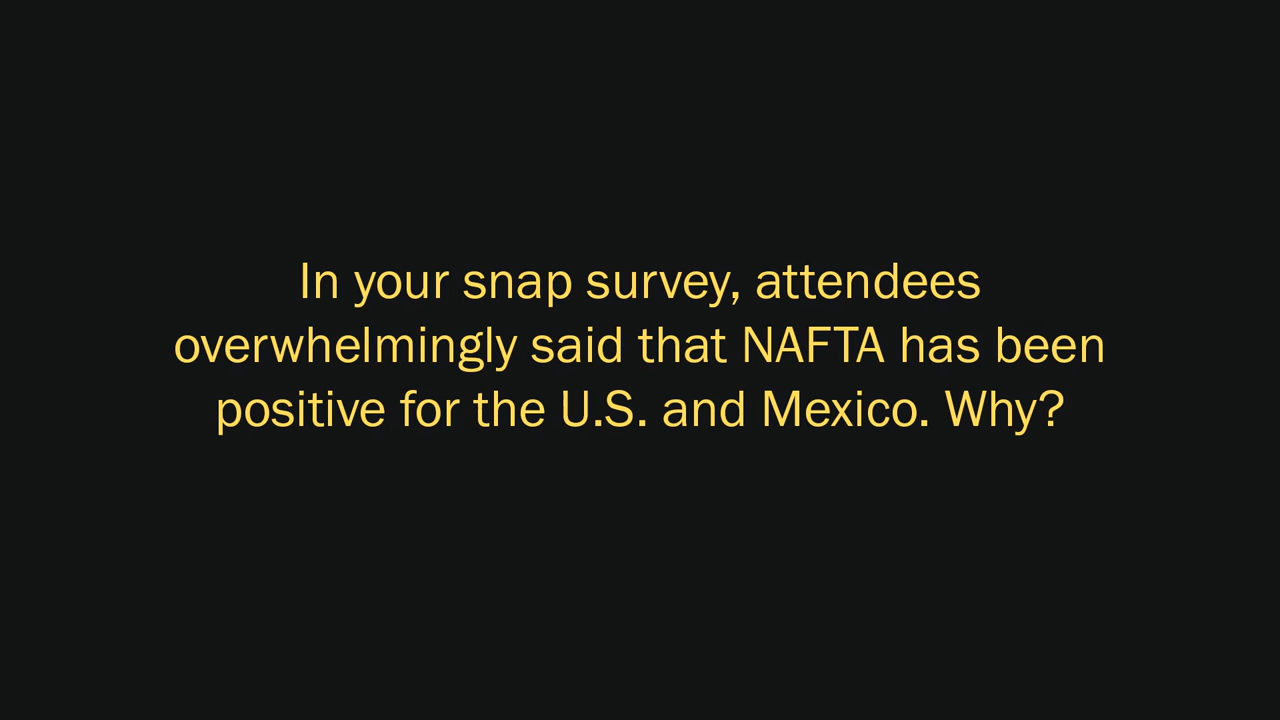 In your snap survey, attendees
overwhelmingly said that NAFTA has been
positive for the U.S. and Mexico. Why?